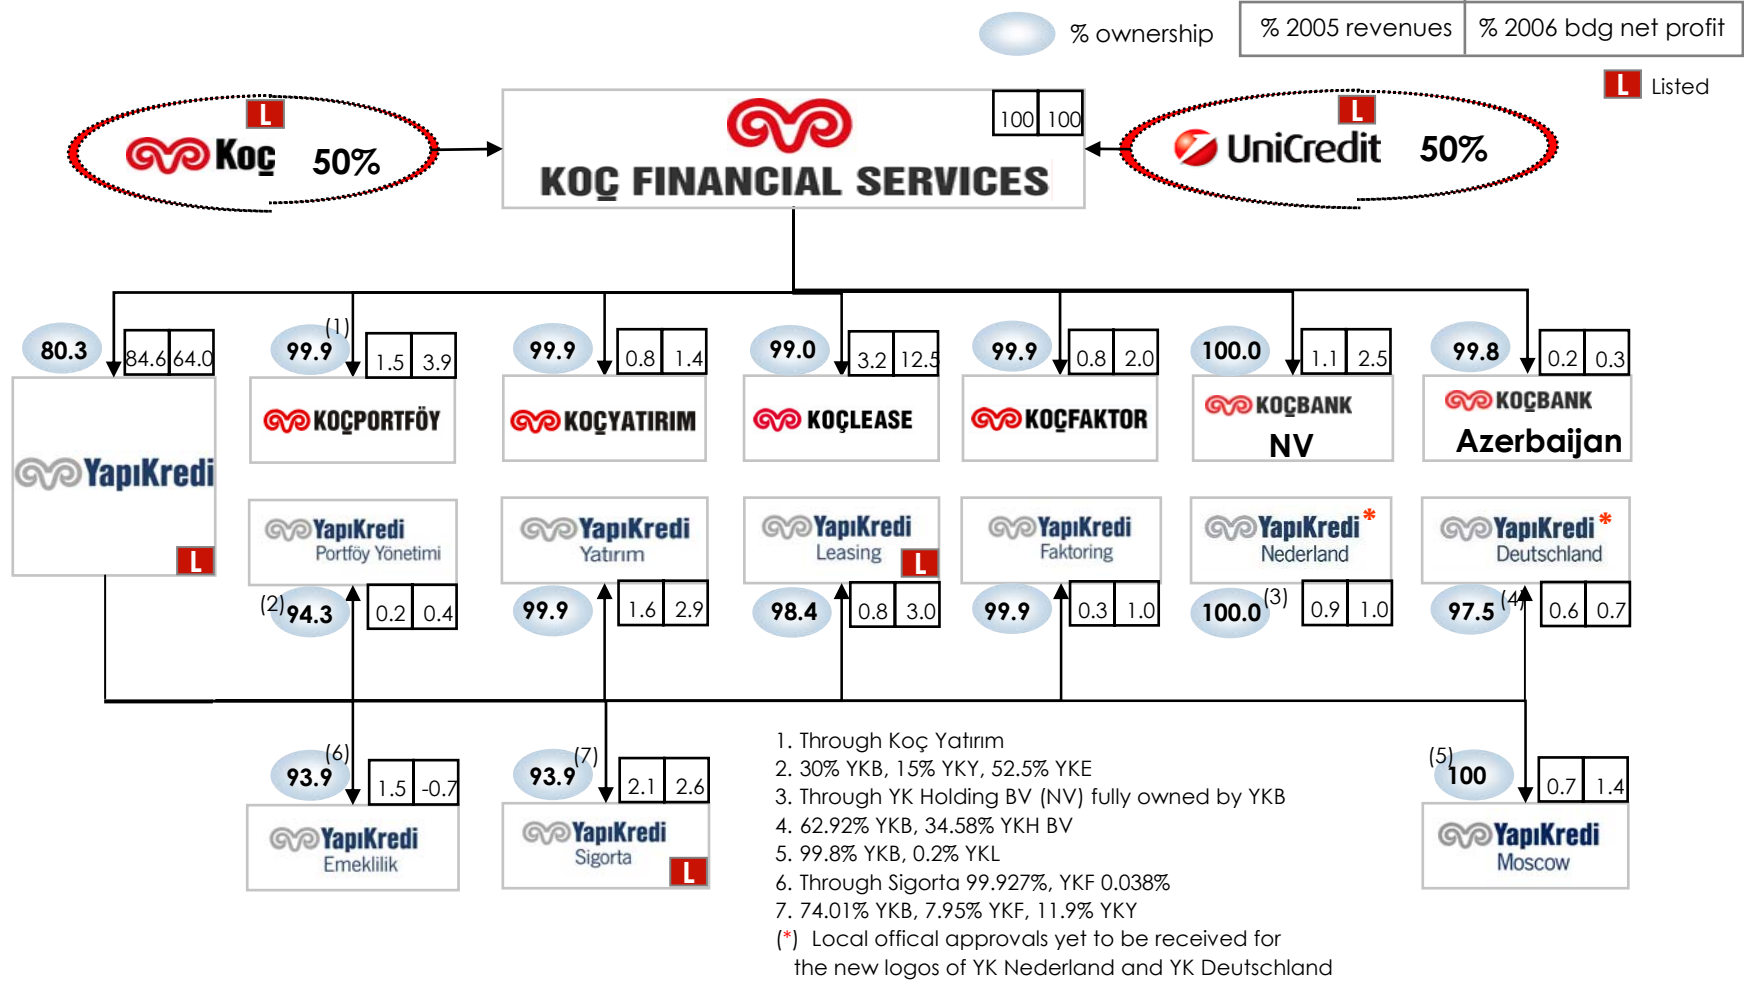 % ownership
% 2005 revenues
% 2006 bdg net profit
L Listed
L
Koç 50%
KOÇ FINANCIAL SERVICES
100 100
L
UniCredit 50%
80.3
84.6 64.0
YapıKredi
L
99.9 (1)
1.5 3.9
KOÇPORTFÖY
99.9
0.8 1.4
KOÇYATIRIM
99.0
3.2 12.5
KOÇLEASE
99.9
0.8 2.0
KOÇFAKTOR
100.0
1.1 2.5
KOÇBANK
NV
99.8
0.2 0.3
KOÇBANK
Azerbaijan
YapıKredi
Portföy Yönetimi
(2) 94.3
0.2 0.4
YapıKredi
Yatırım
99.9
1.6 2.9
YapıKredi
Leasing
L
98.4
0.8 3.0
YapıKredi
Faktoring
99.9
0.3 1.0
YapıKredi *
Nederland
100.0 (3)
0.9 1.0
YapıKredi *
Deutschland
97.5 (4)
0.6 0.7
93.9 (6)
1.5 -0.7
YapıKredi
Emeklilik
93.9 (7)
2.1 2.6
YapıKredi
Sigorta
L
(5) 100
0.7 1.4
YapıKredi
Moscow
1. Through Koç Yatırım
2. 30% YKB, 15% YKY, 52.5% YKE
3. Through YK Holding BV (NV) fully owned by YKB
4. 62.92% YKB, 34.58% YKH BV
5. 99.8% YKB, 0.2% YKL
6. Through Sigorta 99.927%, YKF 0.038%
7. 74.01% YKB, 7.95% YKF, 11.9% YKY
(*) Local offical approvals yet to be received for
the new logos of YK Nederland and YK Deutschland